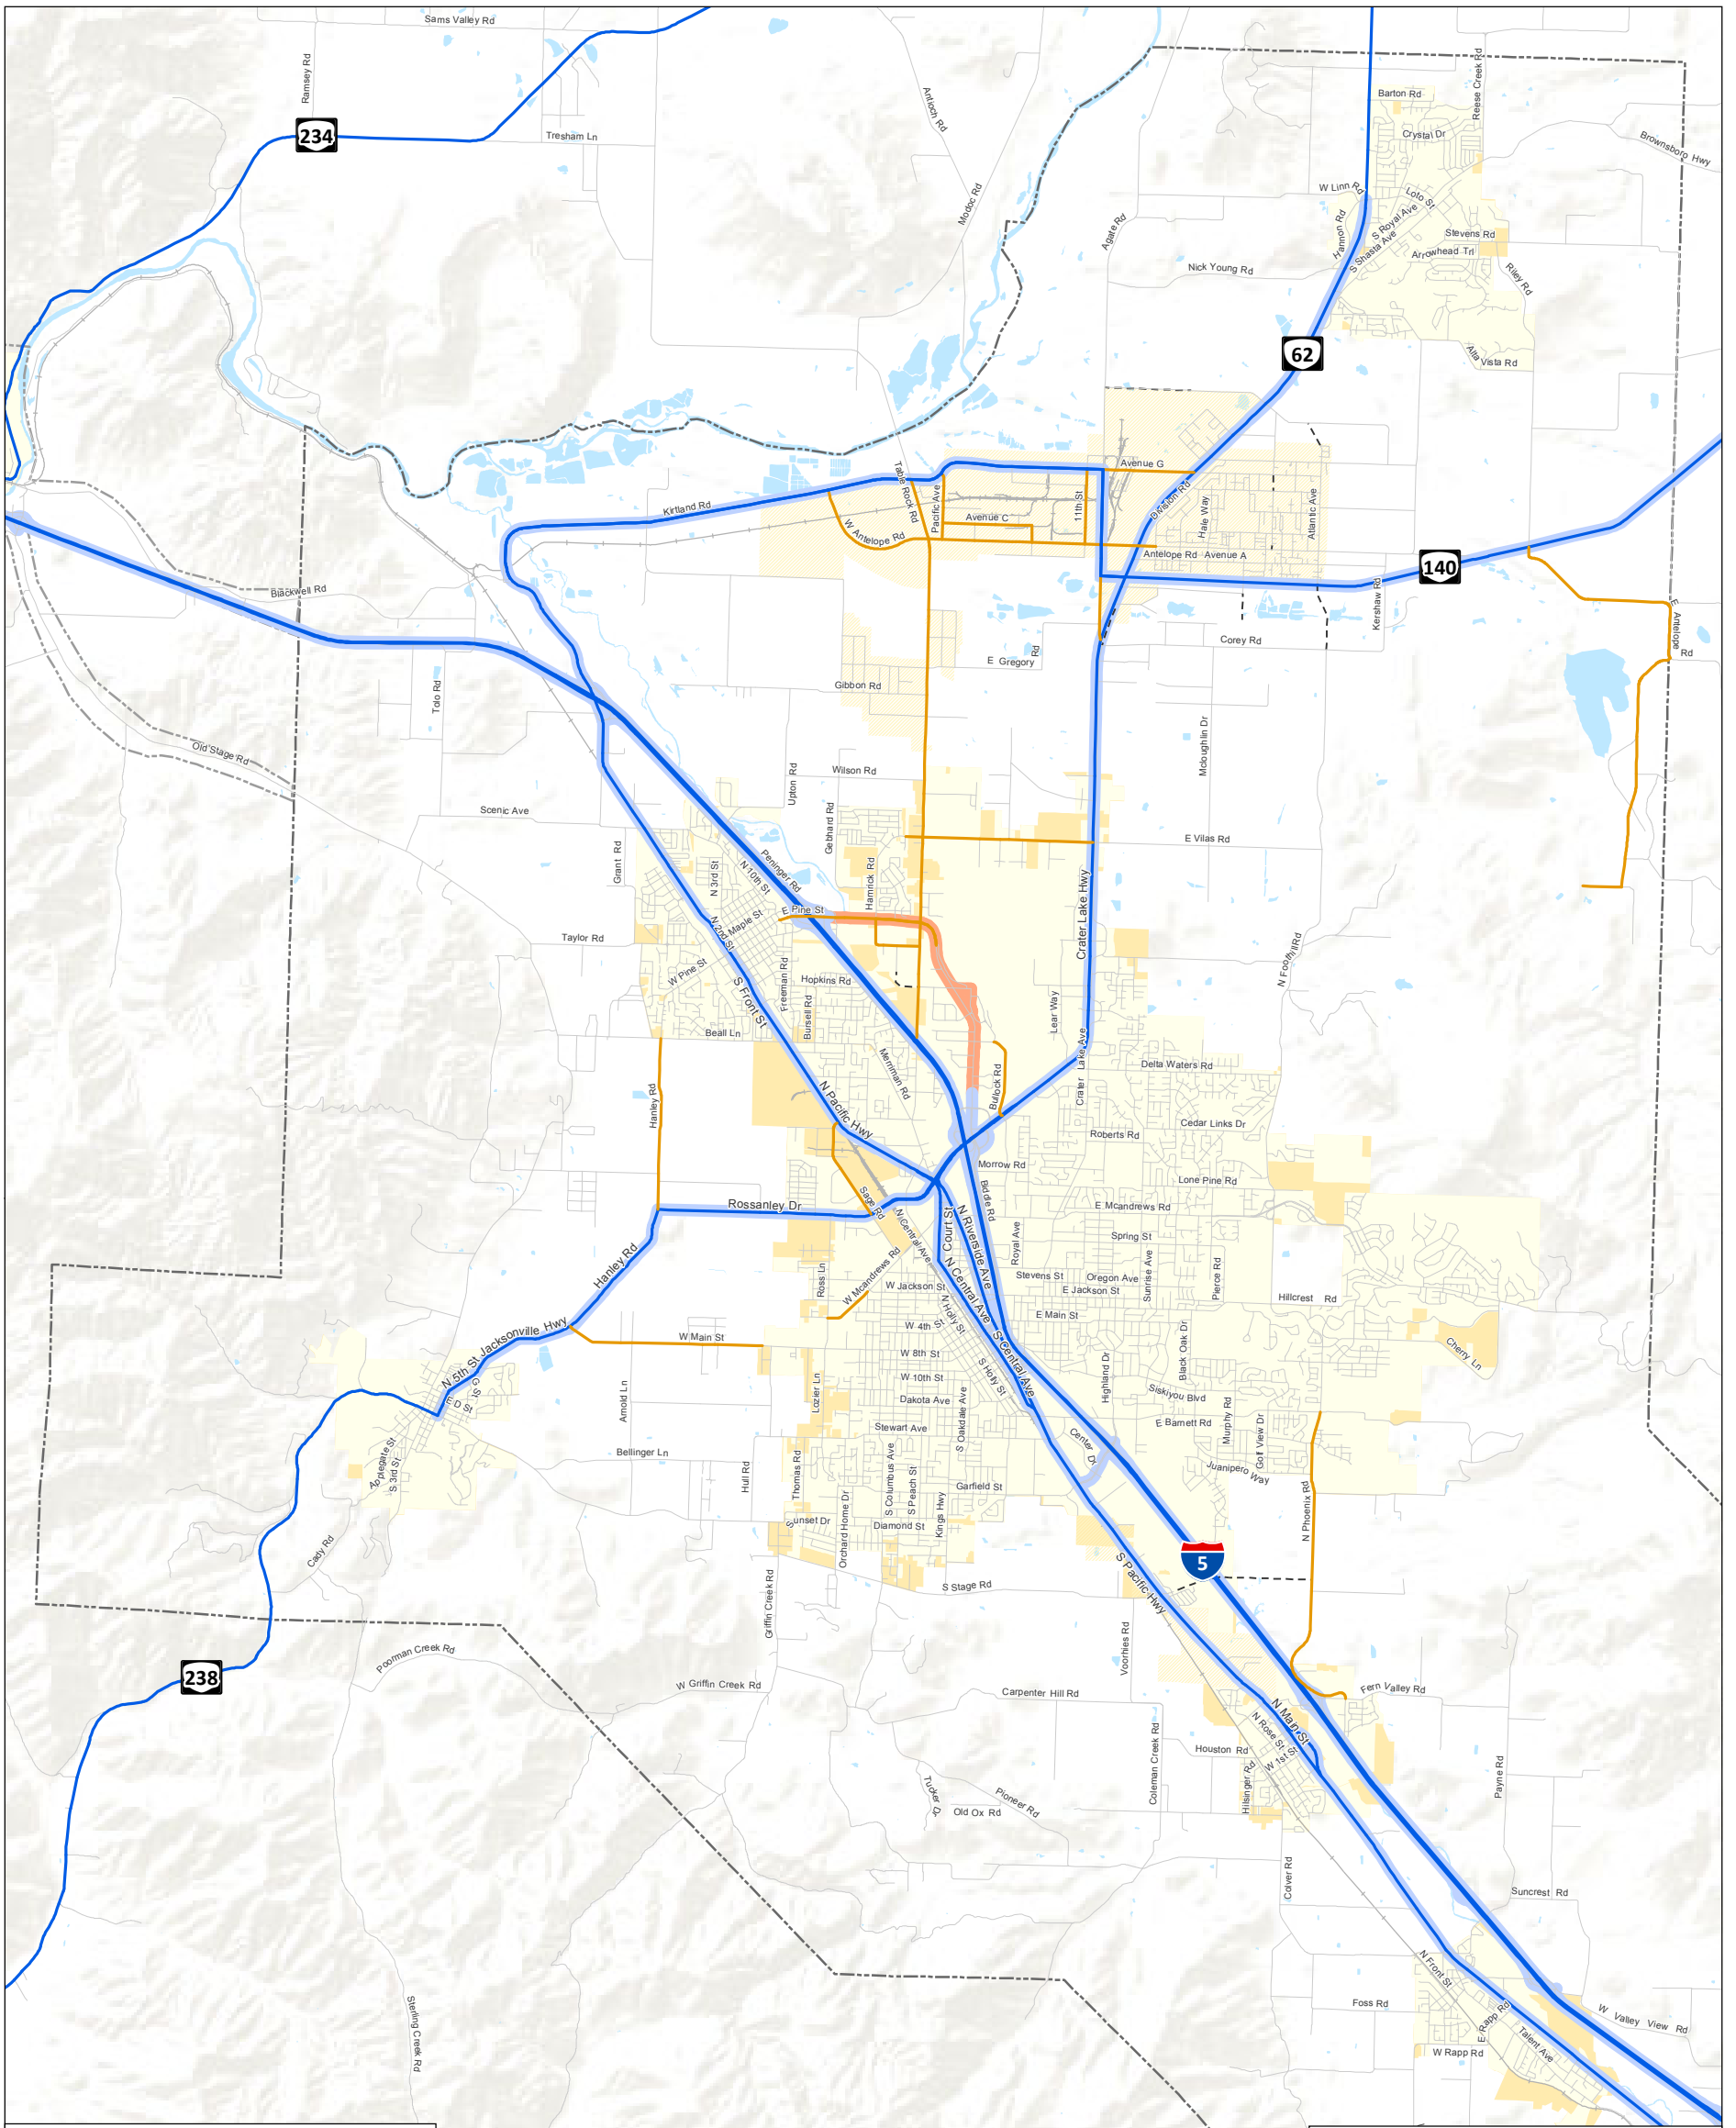 Sams Valley Rd
Ramsey Rd
234
Tresham Ln
Antioch Rd
Modoc Rd
Agate Rd
Barton Rd
Reese Creek Rd
Crystal Dr
Brownsboro Hwy
W Linn Rd
Loto St
Hannon Rd
S Royal Ave
S Shasta Ave
Stevens Rd
Arrowhead Trl
Nick Young Rd
Riley Rd
62
Alta Vista Rd
Avenue G
Table Rock Rd
Kirtland Rd
Pacific Ave
11th St
Division Rd
Hale Way
Atlantic Ave
Avenue C
W Antelope Rd
Antelope Rd
Avenue A
140
Blackwell Rd
Kershaw Rd
E Antelope Rd
Corey Rd
E Gregory Rd
Gibbon Rd
Tolo Rd
Old Stage Rd
Mcloughlin Dr
Upton Rd
Wilson Rd
Scenic Ave
Gebhard Rd
E Vilas Rd
Grant Rd
N 3rd St
N 10th St
Peninger Rd
Hamrick Rd
Crater Lake Hwy
E Pine St
Maple St
N 2nd St
Taylor Rd
W Pine St
Freeman Rd
Hopkins Rd
N Foothill Rd
S Front St
Bursell Rd
Lear Way
Beall Ln
Merriman Rd
Crater Lake Ave
Delta Waters Rd
Bullock Rd
Hanley Rd
N Pacific Hwy
Cedar Links Dr
Roberts Rd
Morrow Rd
Lone Pine Rd
Rossanley Dr
Sage Rd
Biddle Rd
N Riverside Ave
E Mcandrews Rd
Court St
N Central Ave
Royal Ave
Spring St
Hanley Rd
W Mcandrews Rd
Ross Ln
N Central Ave
Sunrise Ave
Pierce Rd
Stevens St
Oregon Ave
W Jackson St
E Jackson St
Hillcrest Rd
N Holly St
E Main St
W 4th St
N 5th St
Jacksonville Hwy
W Main St
S Central Ave
Black Oak Dr
Cherry Ln
W 8th St
S Holly St
Highland Dr
W 10th St
G St
E D St
Arnold Ln
Lozier Ln
Dakota Ave
S Oakdale Ave
Siskiyou Blvd
Murphy Rd
Golf View Dr
E Barnett Rd
Stewart Ave
Center Dr
Applegate St
S 3rd St
Bellinger Ln
Hull Rd
Thomas Rd
S Columbus Ave
S Peach St
Juanipero Way
Garfield St
Kings Hwy
N Phoenix Rd
Sunset Dr
Orchard Home Dr
Diamond St
Cady Rd
5
S Pacific Hwy
S Stage Rd
Griffin Creek Rd
Voorhies Rd
Poorman Creek Rd
238
W Griffin Creek Rd
Carpenter Hill Rd
Fern Valley Rd
N Main St
N Rose St
Coleman Creek Rd
Houston Rd
W 1st St
Hilsinger Rd
Payne Rd
Tucker Dr
Pioneer Rd
Old Ox Rd
Colver Rd
Suncrest Rd
N Front St
Sterling Creek Rd
Foss Rd
E Rapp Rd
Talent Ave
W Valley View Rd
W Rapp Rd